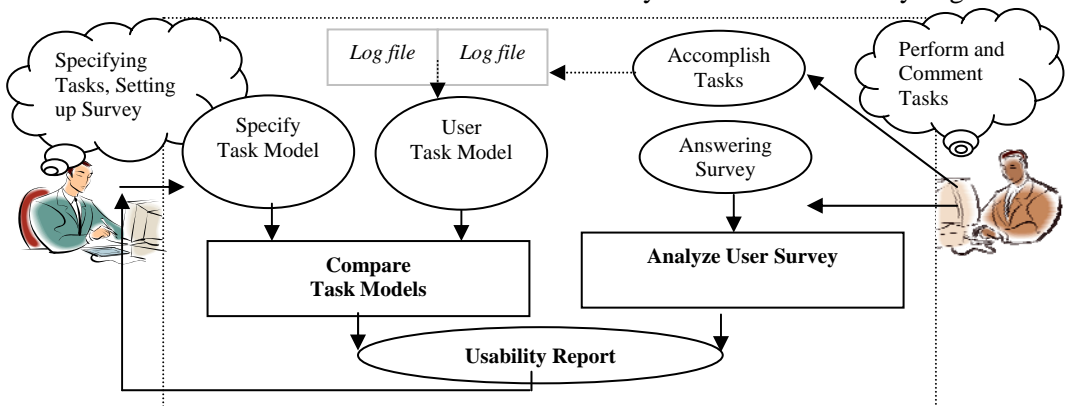 Specifying
Tasks, Setting
up Survey
Log file
Log file
Accomplish
Tasks
Perform and
Comment
Tasks
Specify
Task Model
User
Task Model
Answering
Survey
Compare
Task Models
Analyze User Survey
Usability Report